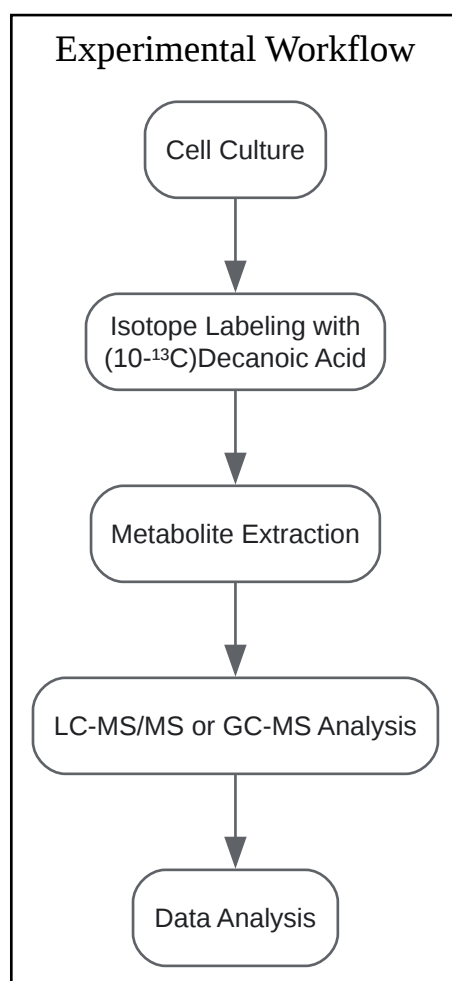 Experimental Workflow
Cell Culture
Isotope Labeling with
(10-¹³C)Decanoic Acid
Metabolite Extraction
LC-MS/MS or GC-MS Analysis
Data Analysis